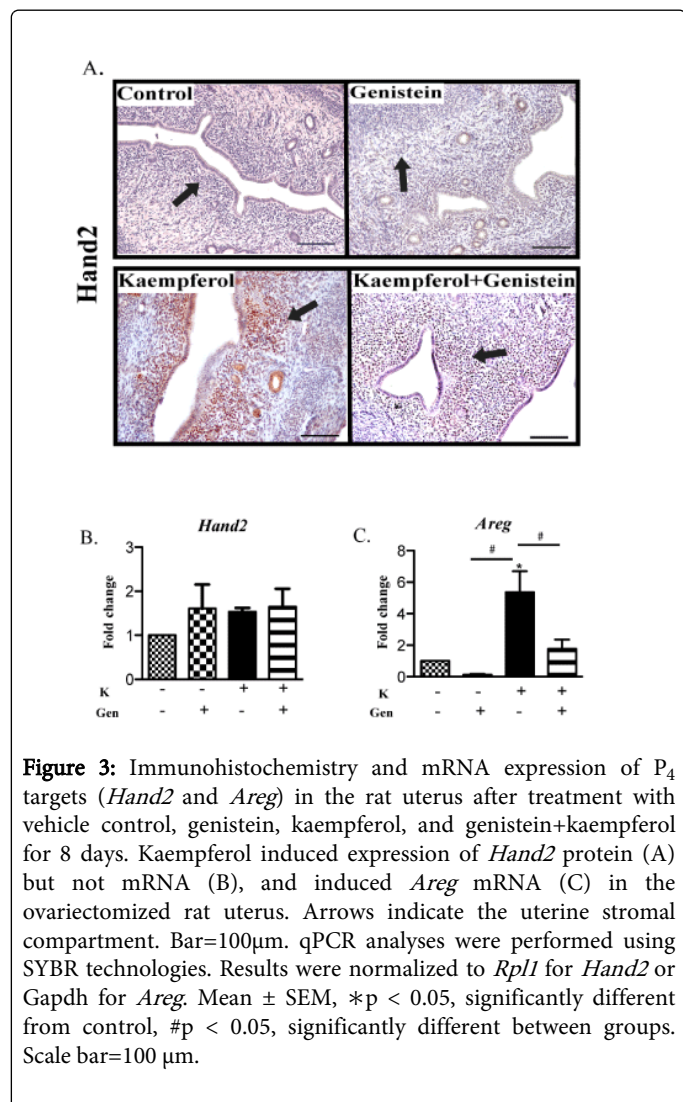 A.
Control
Genistein
Hand2
Kaempferol
Kaempferol+Genistein
B.
Hand2
Fold change
3
2
1
0
K - - + +
Gen - + - +
C.
Areg
Fold change
8
6
4
2
0
#
#
*
K - - + +
Gen - + - +
Figure 3: Immunohistochemistry and mRNA expression of P₄
targets (Hand2 and Areg) in the rat uterus after treatment with
vehicle control, genistein, kaempferol, and genistein+kaempferol
for 8 days. Kaempferol induced expression of Hand2 protein (A)
but not mRNA (B), and induced Areg mRNA (C) in the
ovariectomized rat uterus. Arrows indicate the uterine stromal
compartment. Bar=100μm. qPCR analyses were performed using
SYBR technologies. Results were normalized to Rpl1 for Hand2 or
Gapdh for Areg. Mean ± SEM, ∗p < 0.05, significantly different
from control, #p < 0.05, significantly different between groups.
Scale bar=100 μm.